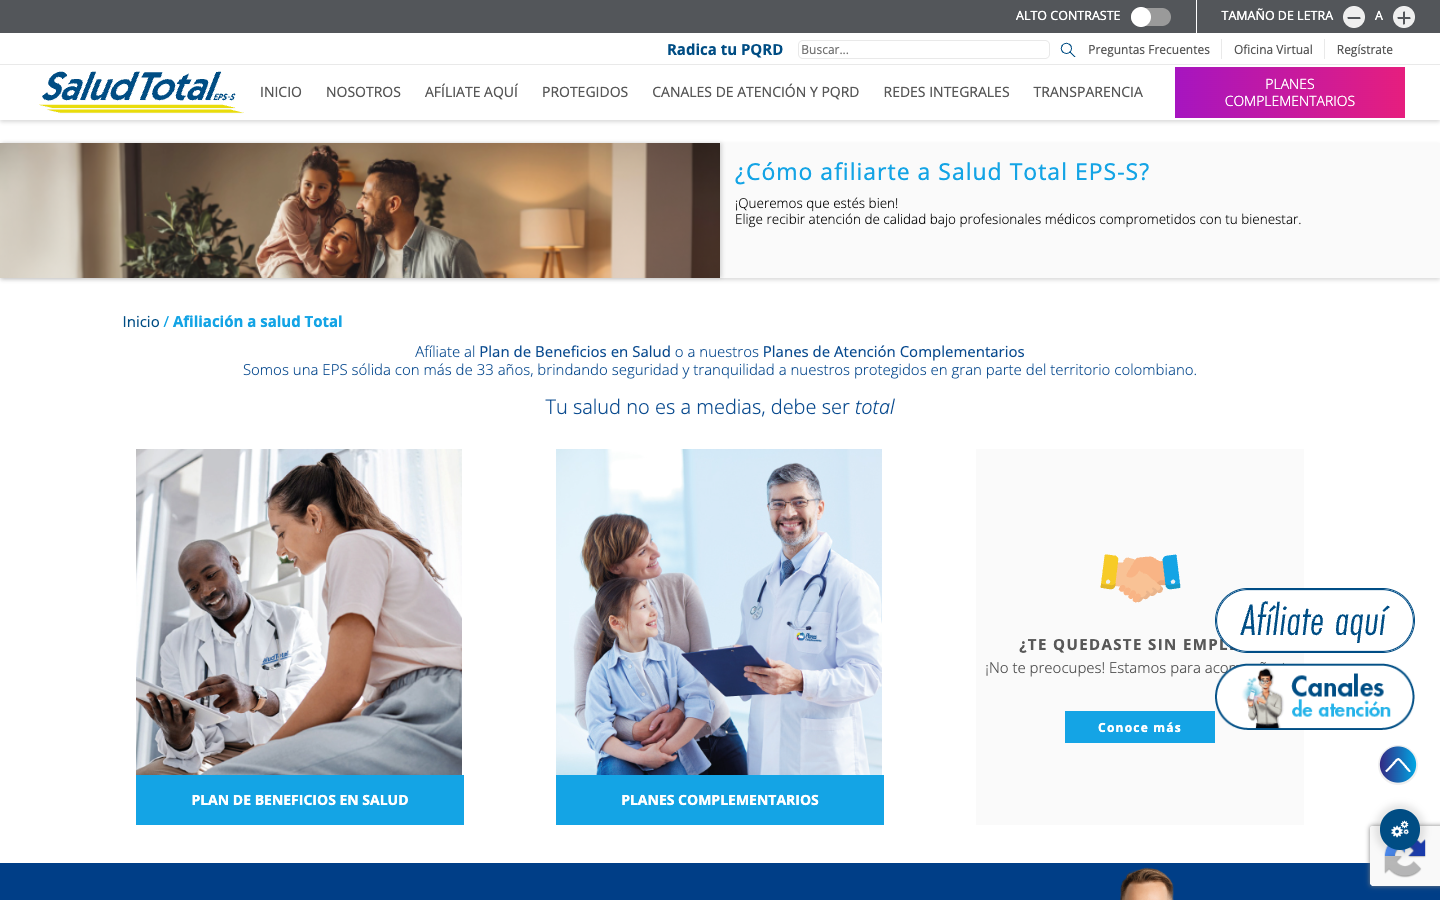 ALTO CONTRASTE
TAMAÑO DE LETRA
A
Radica tu PQRD
Buscar...
Preguntas Frecuentes
Oficina Virtual
Regístrate
SaludTotal EPS-S
INICIO
NOSOTROS
AFÍLIATE AQUÍ
PROTEGIDOS
CANALES DE ATENCIÓN Y PQRD
REDES INTEGRALES
TRANSPARENCIA
PLANES
COMPLEMENTARIOS
¿Cómo afiliarte a Salud Total EPS-S?
¡Queremos que estés bien!
Elige recibir atención de calidad bajo profesionales médicos comprometidos con tu bienestar.
Inicio / Afiliación a salud Total
Afíliate al Plan de Beneficios en Salud o a nuestros Planes de Atención Complementarios
Somos una EPS sólida con más de 33 años, brindando seguridad y tranquilidad a nuestros protegidos en gran parte del territorio colombiano.
Tu salud no es a medias, debe ser total
SaludTotal
PLAN DE BENEFICIOS EN SALUD
PLANES COMPLEMENTARIOS
¿TE QUEDASTE SIN EMPL
¡No te preocupes! Estamos para
Conoce más
Afíliate aquí
Canales
de atención